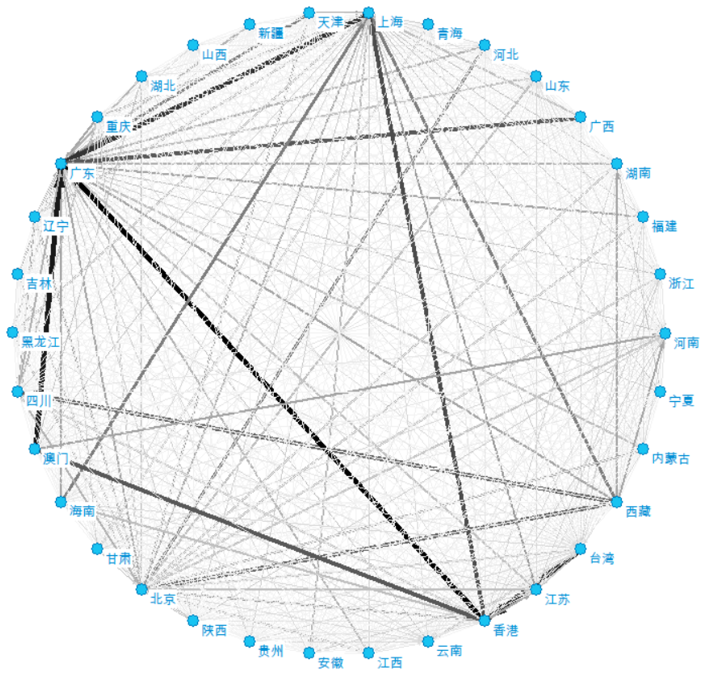 天津
上海
新疆
青海
山西
河北
湖北
山东
重庆
广西
广东
湖南
辽宁
福建
吉林
浙江
黑龙江
河南
四川
宁夏
澳门
内蒙古
海南
西藏
甘肃
台湾
北京
江苏
陕西
香港
贵州
云南
安徽
江西